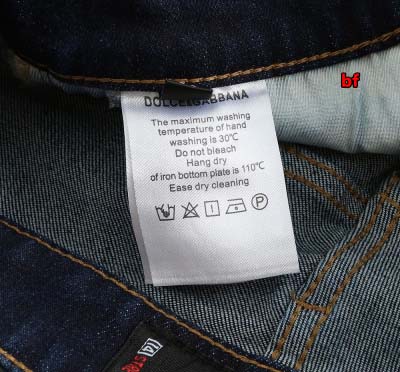 bf
DOLCE&GABBANA
The maximum washing
temperature of hand
washing is 30℃
Do not bleach
Hang dry
of iron bottom plate is 110℃
Ease dry cleaning
P